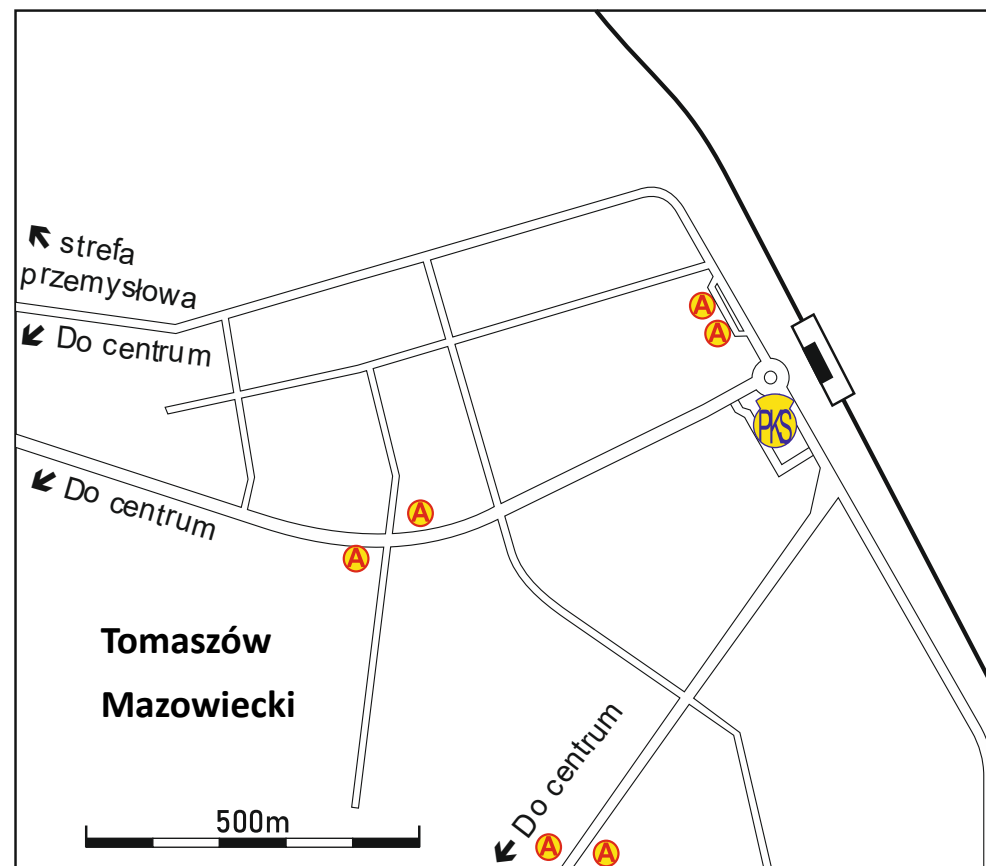 strefa
przemysłowa
Do centrum
A
A
PKS
Do centrum
A
A
Tomaszów
Mazowiecki
Do centrum
500m
A
A